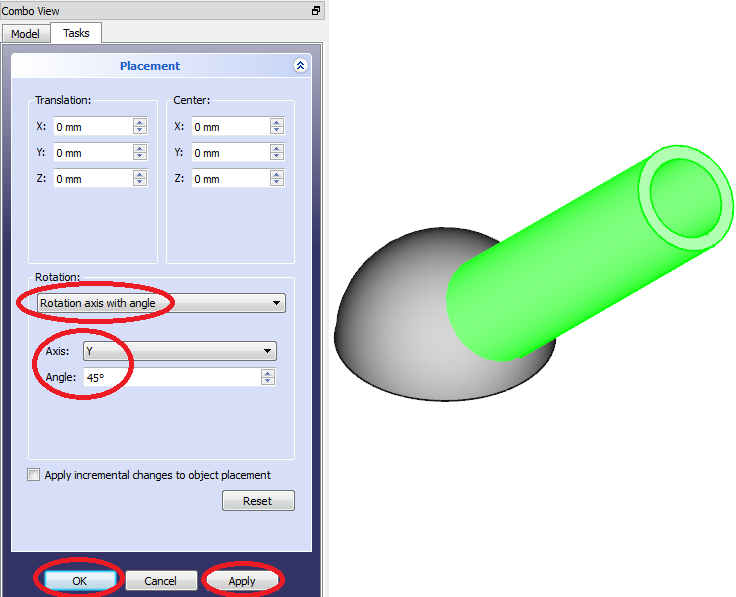 Combo View
Model Tasks
Placement
Translation: Center:
X: 0 mm X: 0 mm
Y: 0 mm Y: 0 mm
Z: 0 mm Z: 0 mm
Rotation:
Rotation axis with angle
Axis: Y
Angle: 45°
Apply incremental changes to object placement
Reset
OK Cancel Apply